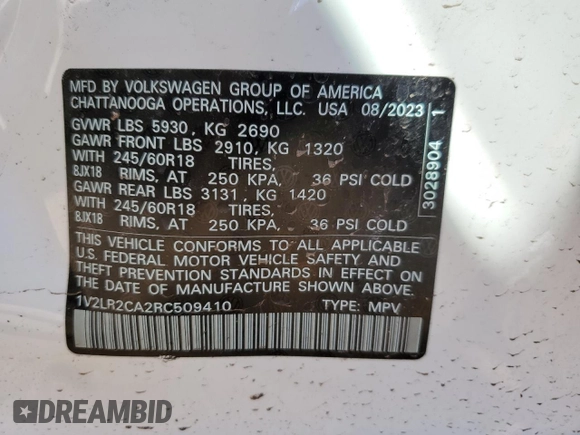 MFD BY VOLKSWAGEN GROUP OF AMERICA
CHATTANOOGA OPERATIONS, LLC. USA 08/2023
GVWR LBS 5930, KG 2690
GAWR FRONT LBS 2910, KG 1320
WITH 245/60R18 TIRES,
8JX18 RIMS, AT 250 KPA, 36 PSI COLD
GAWR REAR LBS 3131, KG 1420
WITH 245/60R18 TIRES,
8JX18 RIMS, AT 250 KPA, 36 PSI COLD
THIS VEHICLE CONFORMS TO ALL APPLICABLE
U.S. FEDERAL MOTOR VEHICLE SAFETY AND
THEFT PREVENTION STANDARDS IN EFFECT ON
THE DATE OF MANUFACTURE SHOWN ABOVE.
1V2LR2CA2RC509410 TYPE: MPV
3028904 1
DREAMBID